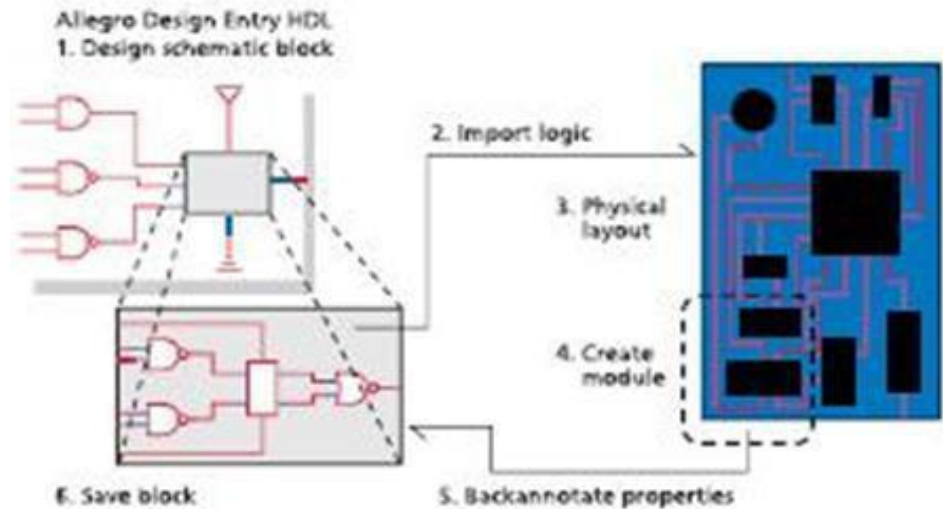 Allegro Design Entry HDL
1. Design schematic block
2. Import logic
3. Physical
layout
4. Create
module
5. Backannotate properties
6. Save block